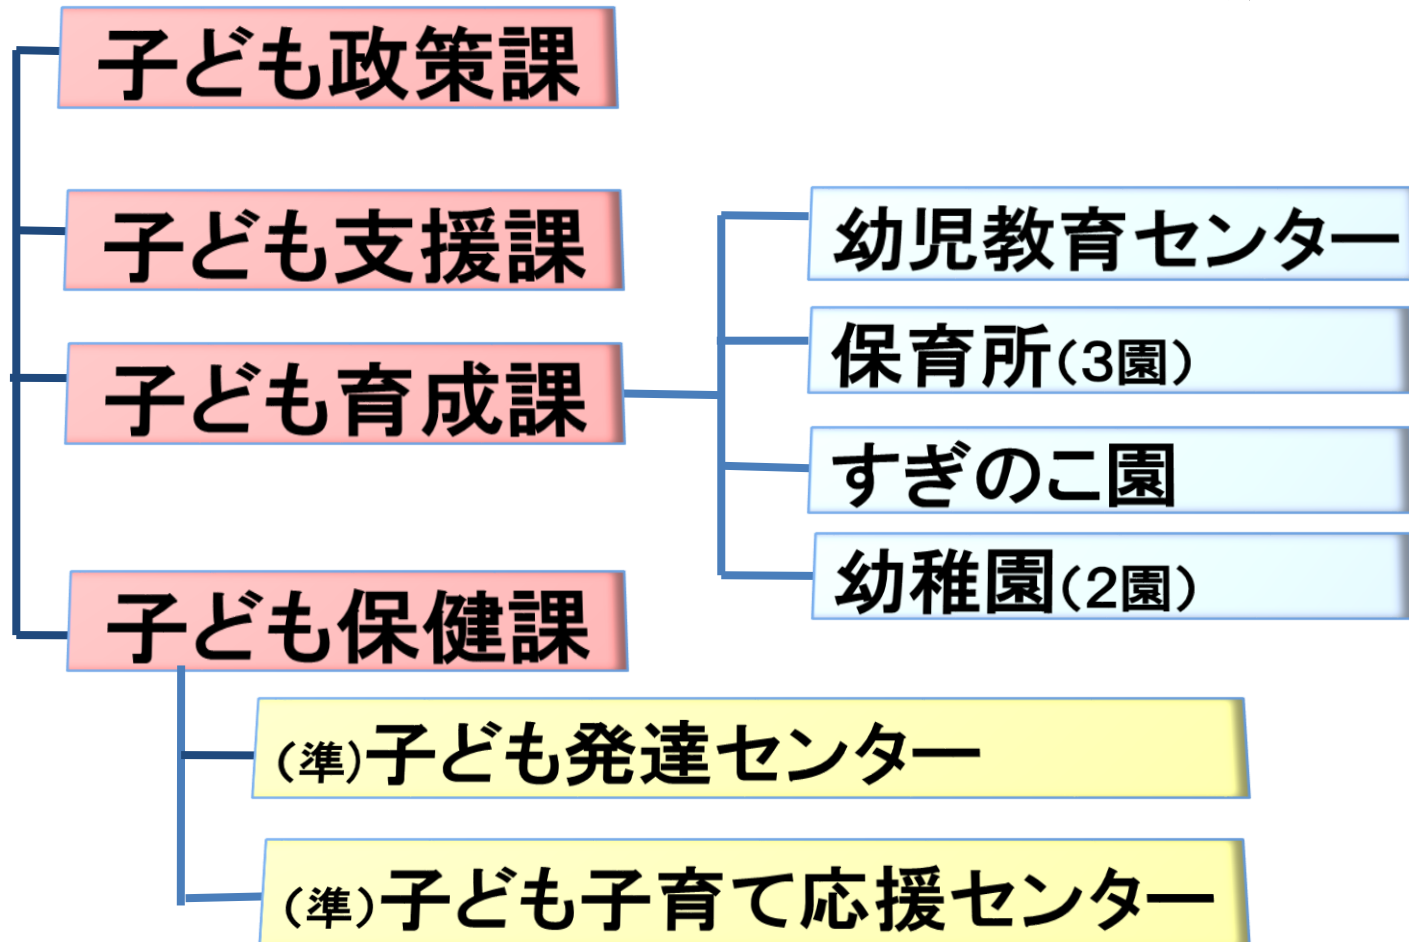 子ども政策課
子ども支援課
子ども育成課
幼児教育センター
保育所(3園)
すぎのこ園
幼稚園(2園)
子ども保健課
(準)子ども発達センター
(準)子ども子育て応援センター